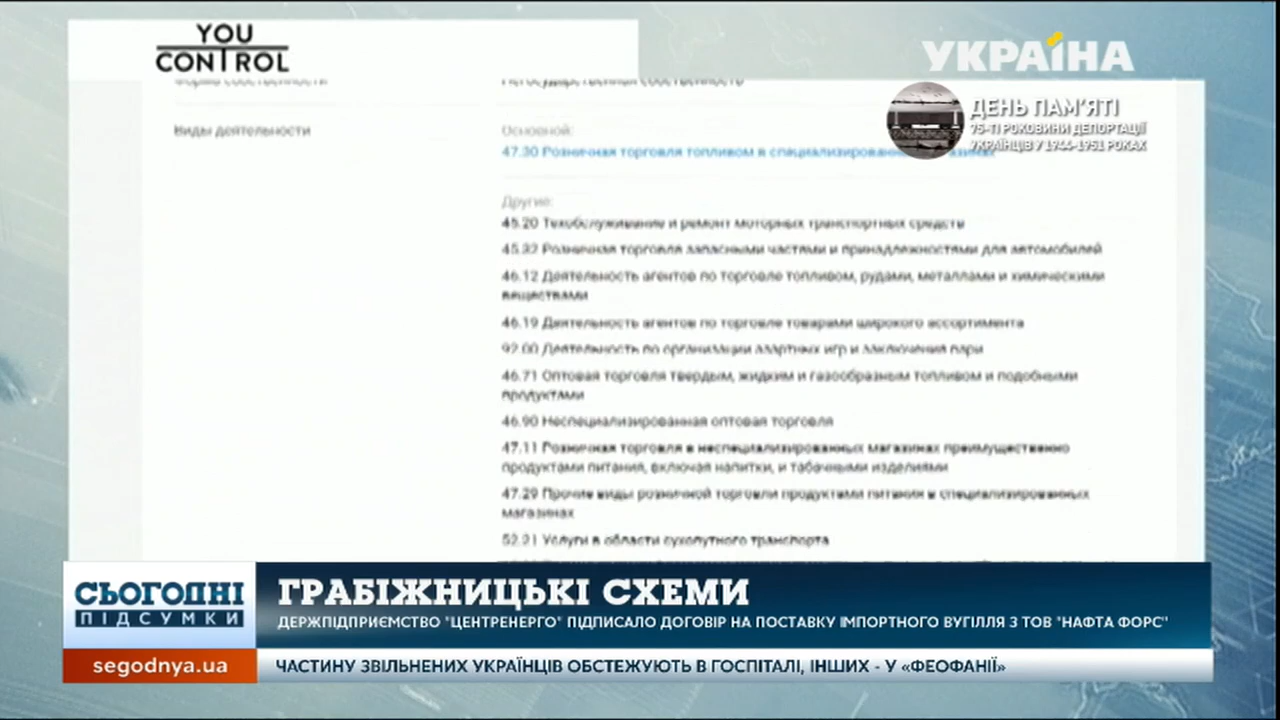 YOU
CONTROL
УКРАЇНА
ДЕНЬ ПАМ'ЯТІ
75-ТІ РОКОВИНИ ДЕПОРТАЦІЇ
УКРАЇНЦІВ У 1944-1951 РОКАХ
Форма собственности
Негосударственная собственность
Виды деятельности
Основной:
47.30 Розничная торговля топливом в специализированных
Другие:
45.20 Техобслуживание и ремонт моторных транспортных средств
45.32 Розничная торговля запасными частями и принадлежностями для автомобилей
46.12 Деятельность агентов по торговле топливом, рудами, металлами и химическими
веществами
46.19 Деятельность агентов по торговле товарами широкого ассортимента
92.00 Деятельность по организации азартных игр и заключения пари
46.71 Оптовая торговля твердым, жидким и газообразным топливом и подобными
продуктами
46.90 Неспециализированная оптовая торговля
47.11 Розничная торговля в неспециализированных магазинах преимущественно
продуктами питания, включая напитки, и табачными изделиями
47.29 Прочие виды розничной торговли продуктами питания в специализированных
магазинах
52.21 Услуги в области сухопутного транспорта
СЬОГОДНІ
ПІДСУМКИ
ГРАБІЖНИЦЬКІ СХЕМИ
ДЕРЖПІДПРИЄМСТВО "ЦЕНТРЕНЕРГО" ПІДПИСАЛО ДОГОВІР НА ПОСТАВКУ ІМПОРТНОГО ВУГІЛЛЯ З ТОВ "НАФТА ФОРС"
segodnya.ua
ЧАСТИНУ ЗВІЛЬНЕНИХ УКРАЇНЦІВ ОБСТЕЖУЮТЬ В ГОСПІТАЛІ, ІНШИХ - У «ФЕОФАНІЇ»